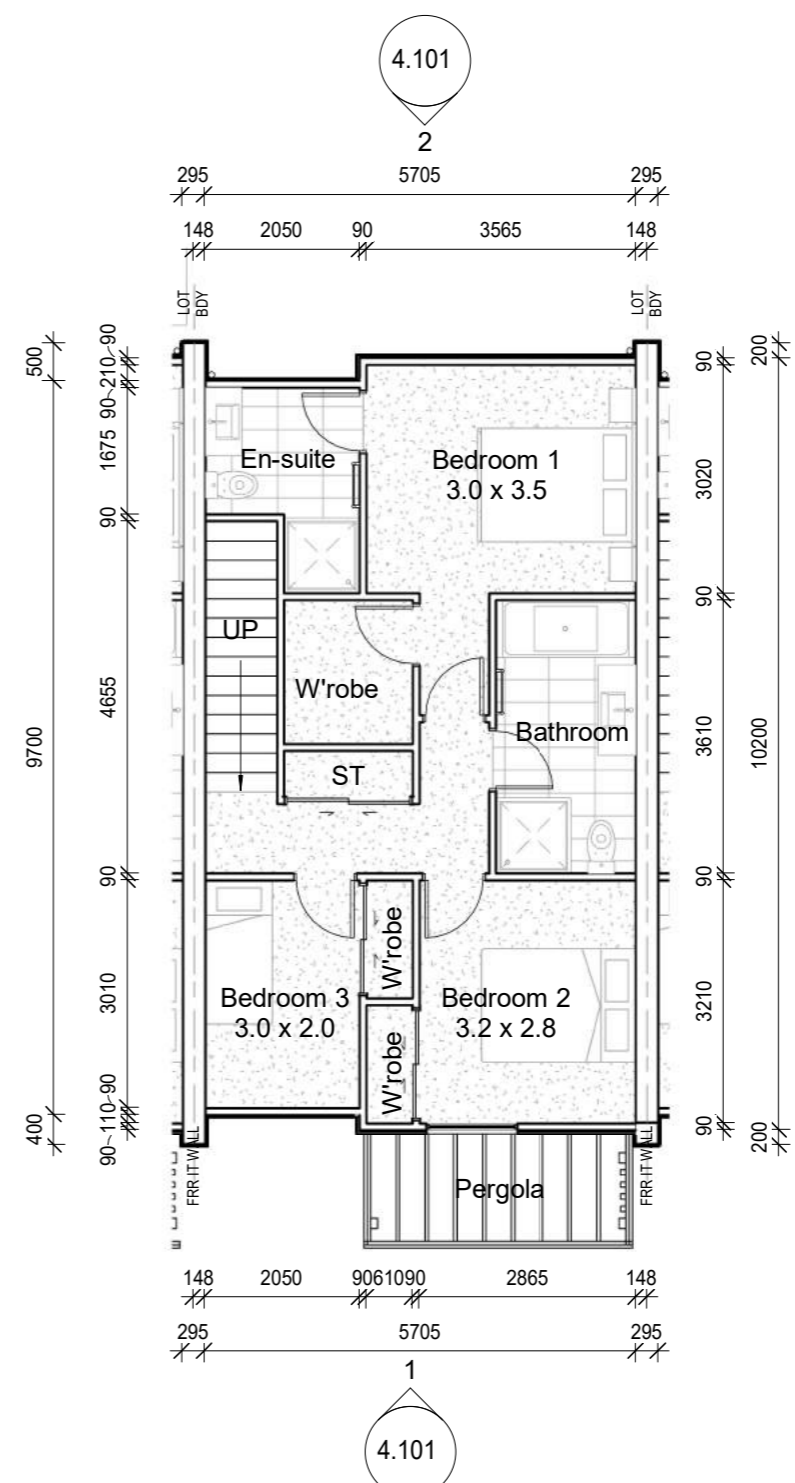 4.101
2
295 5705 295
148 2050 90 3565 148
LOT
BDY
LOT
BDY
500
90~210~90
1675
90
4655
90
3010
90~110~90
9700
400
90
3020
90
3610
90
3210
90
200
10200
200
En-suite
Bedroom 1
3.0 x 3.5
UP
W'robe
Bathroom
ST
W'robe
Bedroom 3
3.0 x 2.0
Bedroom 2
3.2 x 2.8
W'robe
FRR IT WALL
FRR IT WALL
Pergola
148 2050 90 610 90 2865 148
295 5705 295
1
4.101